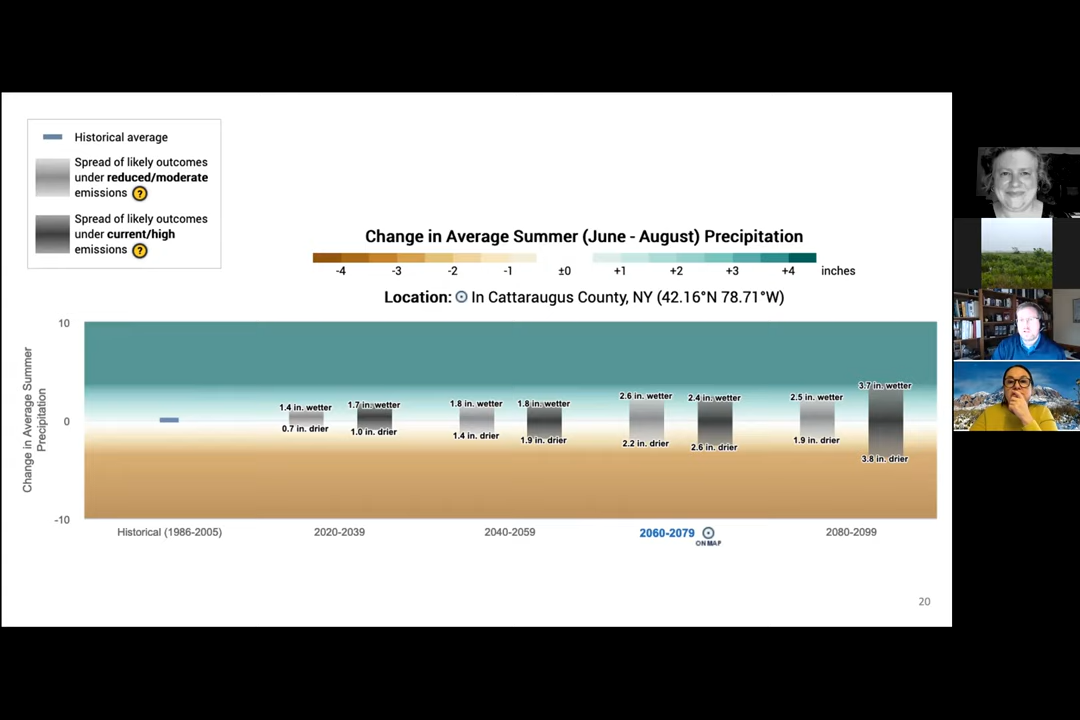 Historical average
Spread of likely outcomes
under reduced/moderate
emissions ?
Spread of likely outcomes
under current/high
emissions ?
Change in Average Summer (June - August) Precipitation
-4 -3 -2 -1 ±0 +1 +2 +3 +4 inches
Location: In Cattaraugus County, NY (42.16°N 78.71°W)
Change in Average Summer
Precipitation
10
0
-10
1.4 in. wetter
0.7 in. drier
1.7 in. wetter
1.0 in. drier
1.8 in. wetter
1.4 in. drier
1.8 in. wetter
1.9 in. drier
2.6 in. wetter
2.2 in. drier
2.4 in. wetter
2.6 in. drier
2.5 in. wetter
1.9 in. drier
3.7 in. wetter
3.8 in. drier
Historical (1986-2005) 2020-2039 2040-2059 2060-2079 2080-2099
ON MAP
20